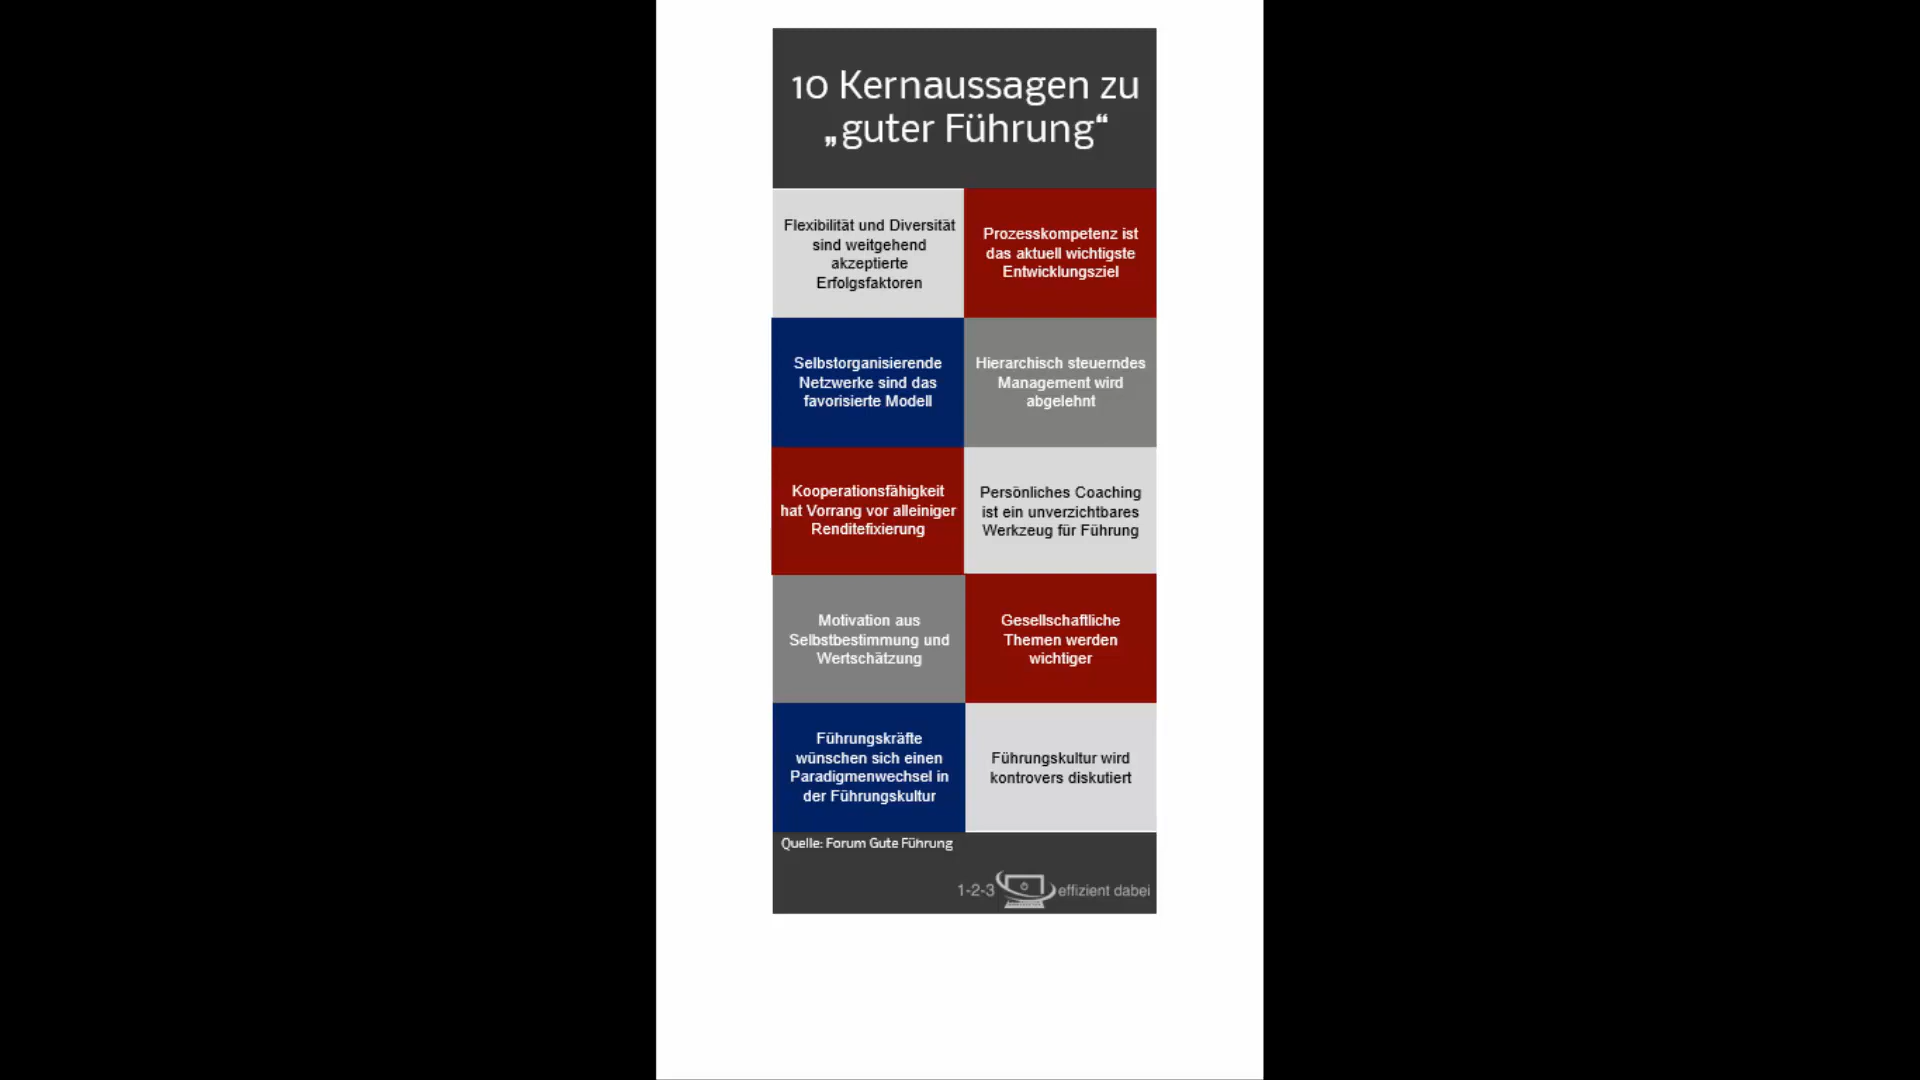 10 Kernaussagen zu
„guter Führung“
Flexibilität und Diversität
sind weitgehend
akzeptierte
Erfolgsfaktoren
Prozesskompetenz ist
das aktuell wichtigste
Entwicklungsziel
Selbstorganisierende
Netzwerke sind das
favorisierte Modell
Hierarchisch steuerndes
Management wird
abgelehnt
Kooperationsfähigkeit
hat Vorrang vor alleiniger
Renditefixierung
Persönliches Coaching
ist ein unverzichtbares
Werkzeug für Führung
Motivation aus
Selbstbestimmung und
Wertschätzung
Gesellschaftliche
Themen werden
wichtiger
Führungskräfte
wünschen sich einen
Paradigmenwechsel in
der Führungskultur
Führungskultur wird
kontrovers diskutiert
Quelle: Forum Gute Führung
1-2-3 effizient dabei